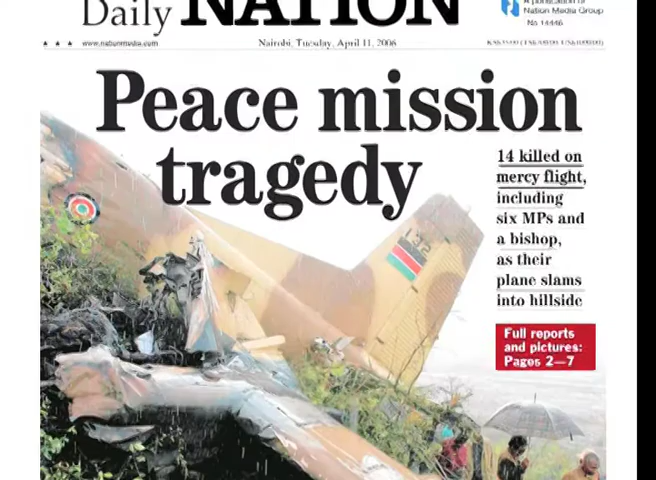 Daily NATION
A publication of
Nation Media Group
No. 14446
★ ★ ★ www.nationmedia.com
Nairobi, Tuesday, April 11, 2006
Peace mission
tragedy
14 killed on
mercy flight,
including
six MPs and
a bishop,
as their
plane slams
into hillside
Full reports
and pictures:
Pages 2—7
132